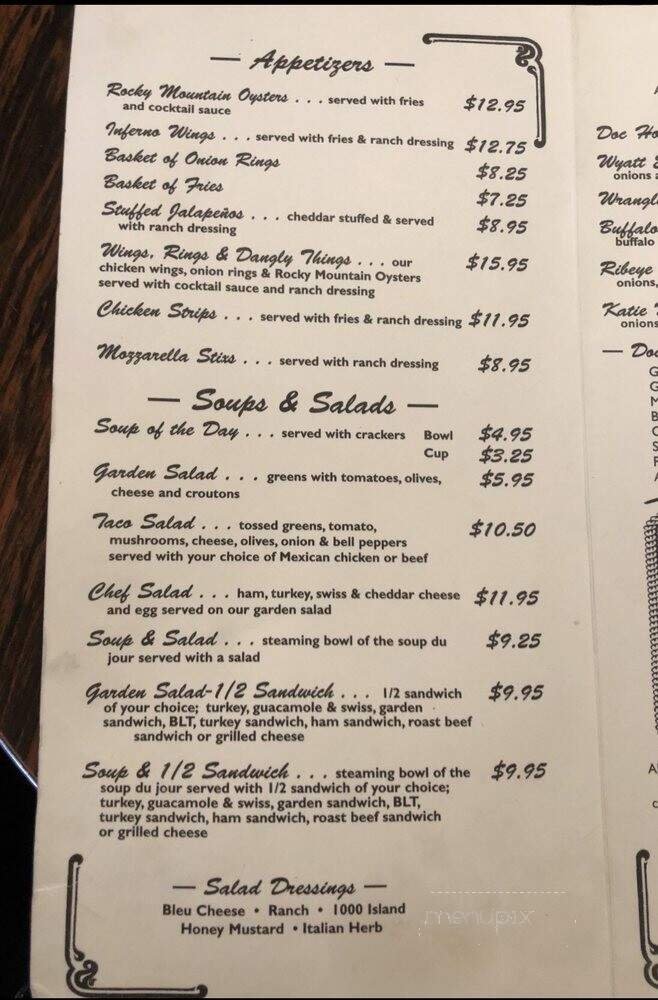 — Appetizers —
Rocky Mountain Oysters . . . served with fries $12.95
and cocktail sauce
Inferno Wings . . . served with fries & ranch dressing $12.75
Basket of Onion Rings $8.25
Basket of Fries $7.25
Stuffed Jalapeños . . . cheddar stuffed & served $8.95
with ranch dressing
Wings, Rings & Dangly Things . . . our $15.95
chicken wings, onion rings & Rocky Mountain Oysters
served with cocktail sauce and ranch dressing
Chicken Strips . . . served with fries & ranch dressing $11.95
Mozzarella Stixs . . . served with ranch dressing $8.95
— Soups & Salads —
Soup of the Day . . . served with crackers Bowl $4.95
Cup $3.25
Garden Salad . . . greens with tomatoes, olives, $5.95
cheese and croutons
Taco Salad . . . tossed greens, tomato, $10.50
mushrooms, cheese, olives, onion & bell peppers
served with your choice of Mexican chicken or beef
Chef Salad . . . ham, turkey, swiss & cheddar cheese $11.95
and egg served on our garden salad
Soup & Salad . . . steaming bowl of the soup du $9.25
jour served with a salad
Garden Salad-1/2 Sandwich . . . 1/2 sandwich $9.95
of your choice; turkey, guacamole & swiss, garden
sandwich, BLT, turkey sandwich, ham sandwich, roast beef
sandwich or grilled cheese
Soup & 1/2 Sandwich . . . steaming bowl of the $9.95
soup du jour served with 1/2 sandwich of your choice;
turkey, guacamole & swiss, garden sandwich, BLT,
turkey sandwich, ham sandwich, roast beef sandwich
or grilled cheese
— Salad Dressings —
Bleu Cheese • Ranch • 1000 Island
Honey Mustard • Italian Herb
menupix
Doc
Wyatt
onions
Buffalo
buffalo
Ribeye
onions,
Katie
onions
—